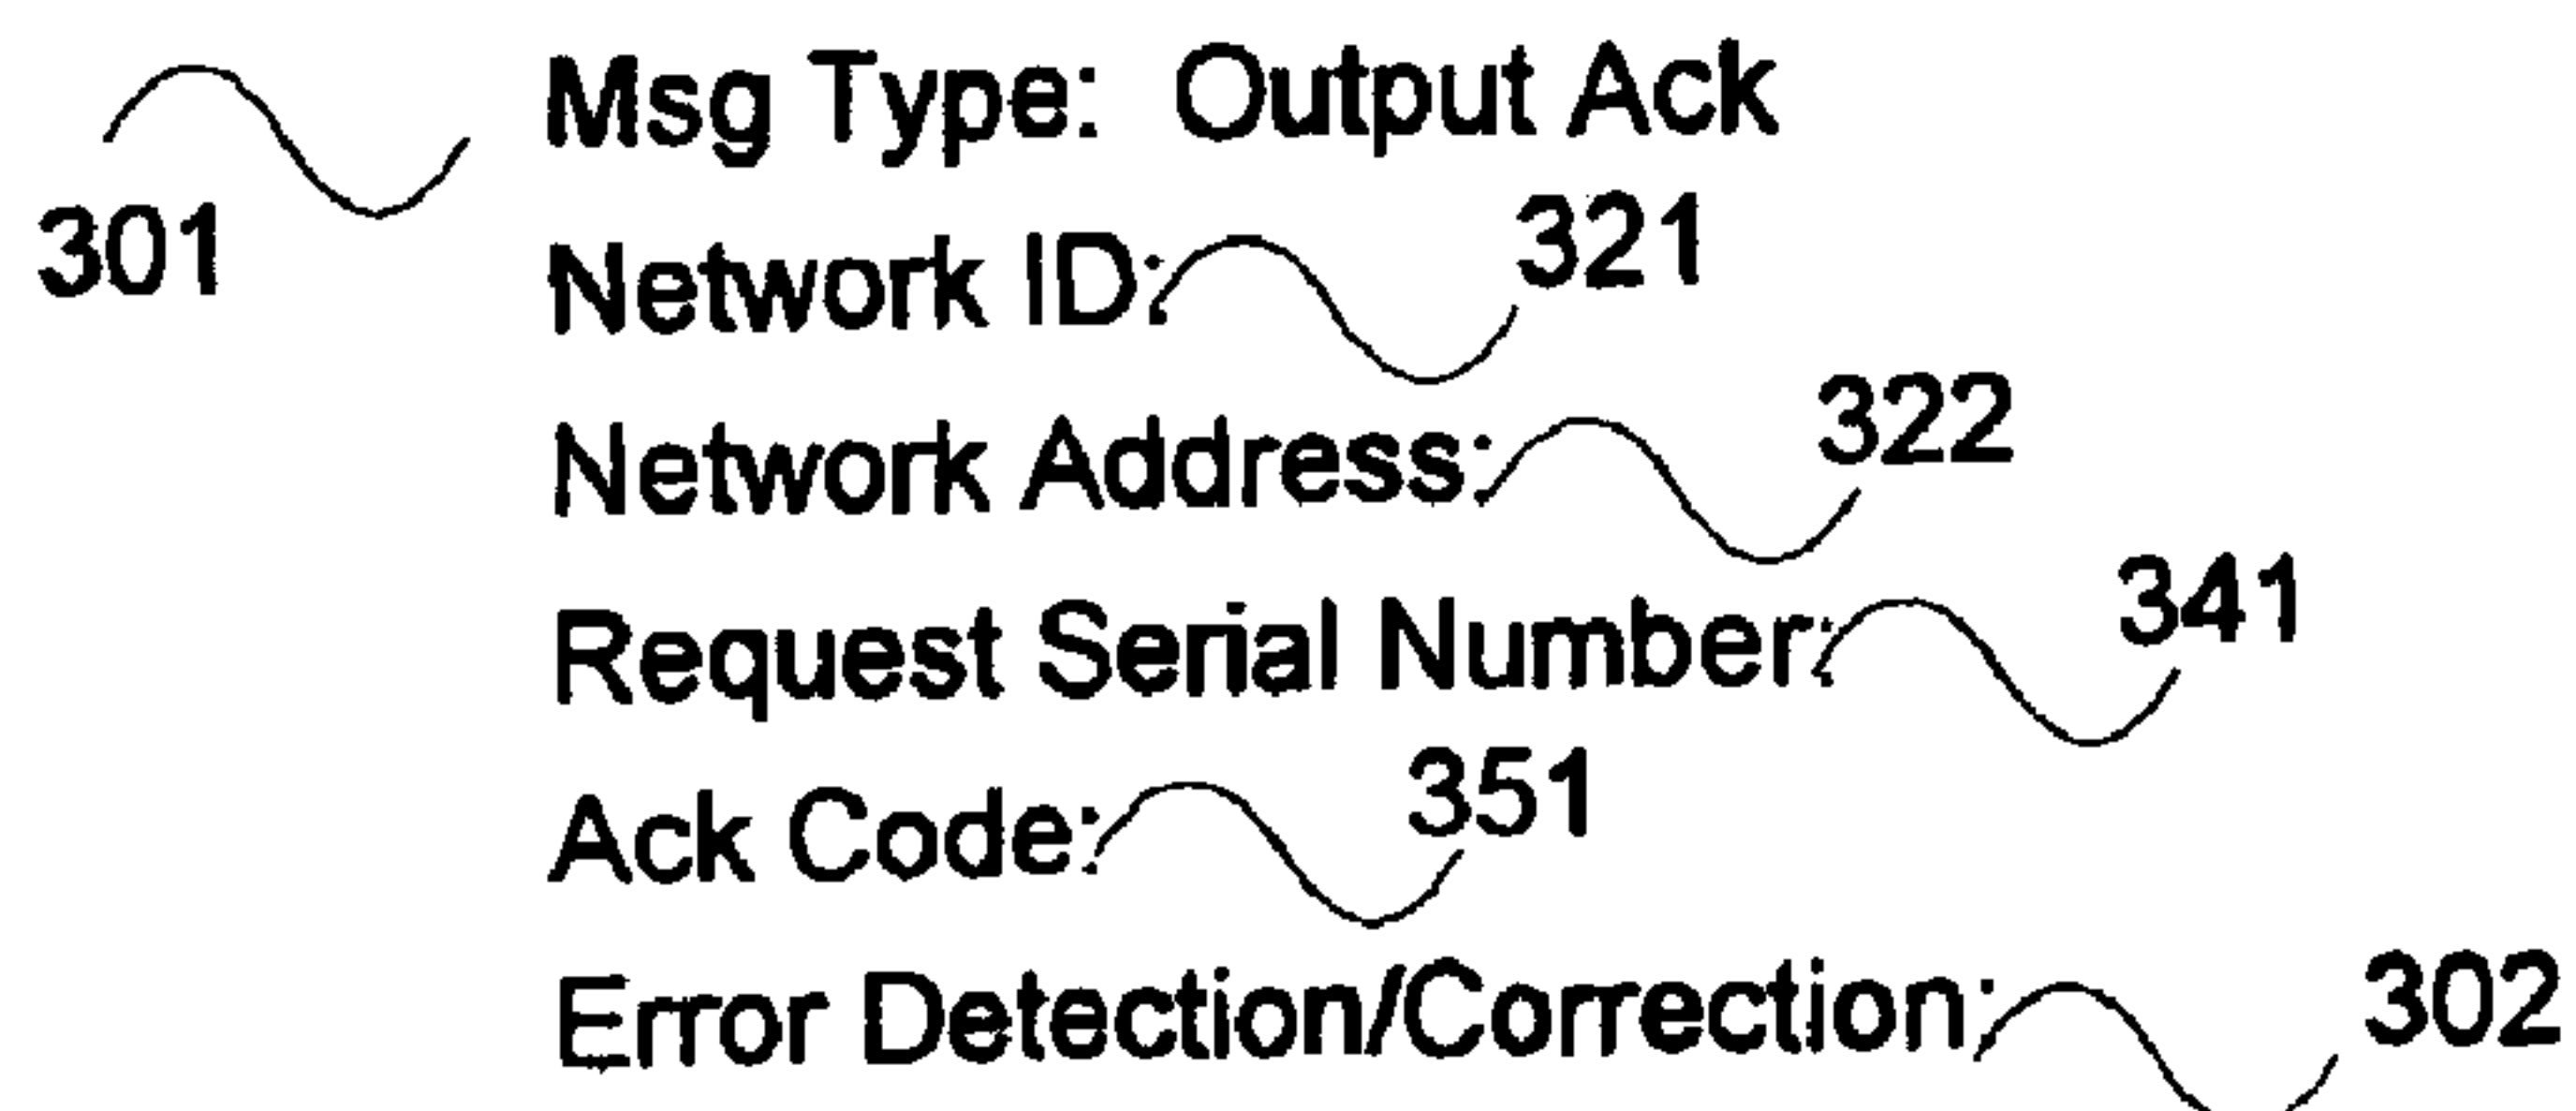 Msg Type: Output Ack
301
Network ID: 321
Network Address: 322
Request Serial Number: 341
Ack Code: 351
Error Detection/Correction: 302